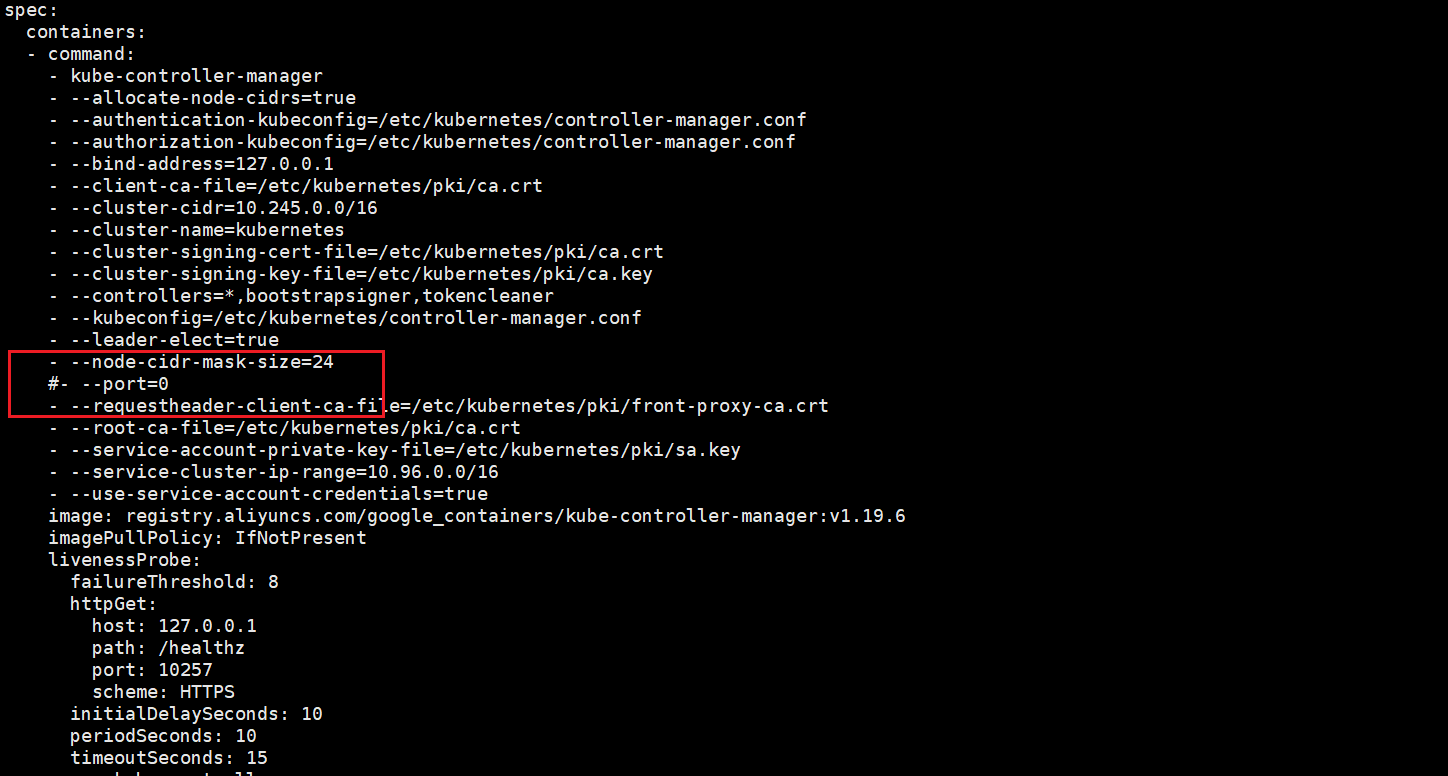 spec:
  containers:
  - command:
    - kube-controller-manager
    - --allocate-node-cidrs=true
    - --authentication-kubeconfig=/etc/kubernetes/controller-manager.conf
    - --authorization-kubeconfig=/etc/kubernetes/controller-manager.conf
    - --bind-address=127.0.0.1
    - --client-ca-file=/etc/kubernetes/pki/ca.crt
    - --cluster-cidr=10.245.0.0/16
    - --cluster-name=kubernetes
    - --cluster-signing-cert-file=/etc/kubernetes/pki/ca.crt
    - --cluster-signing-key-file=/etc/kubernetes/pki/ca.key
    - --controllers=*,bootstrapsigner,tokencleaner
    - --kubeconfig=/etc/kubernetes/controller-manager.conf
    - --leader-elect=true
    - --node-cidr-mask-size=24
    #- --port=0
    - --requestheader-client-ca-file=/etc/kubernetes/pki/front-proxy-ca.crt
    - --root-ca-file=/etc/kubernetes/pki/ca.crt
    - --service-account-private-key-file=/etc/kubernetes/pki/sa.key
    - --service-cluster-ip-range=10.96.0.0/16
    - --use-service-account-credentials=true
    image: registry.aliyuncs.com/google_containers/kube-controller-manager:v1.19.6
    imagePullPolicy: IfNotPresent
    livenessProbe:
      failureThreshold: 8
      httpGet:
        host: 127.0.0.1
        path: /healthz
        port: 10257
        scheme: HTTPS
      initialDelaySeconds: 10
      periodSeconds: 10
      timeoutSeconds: 15